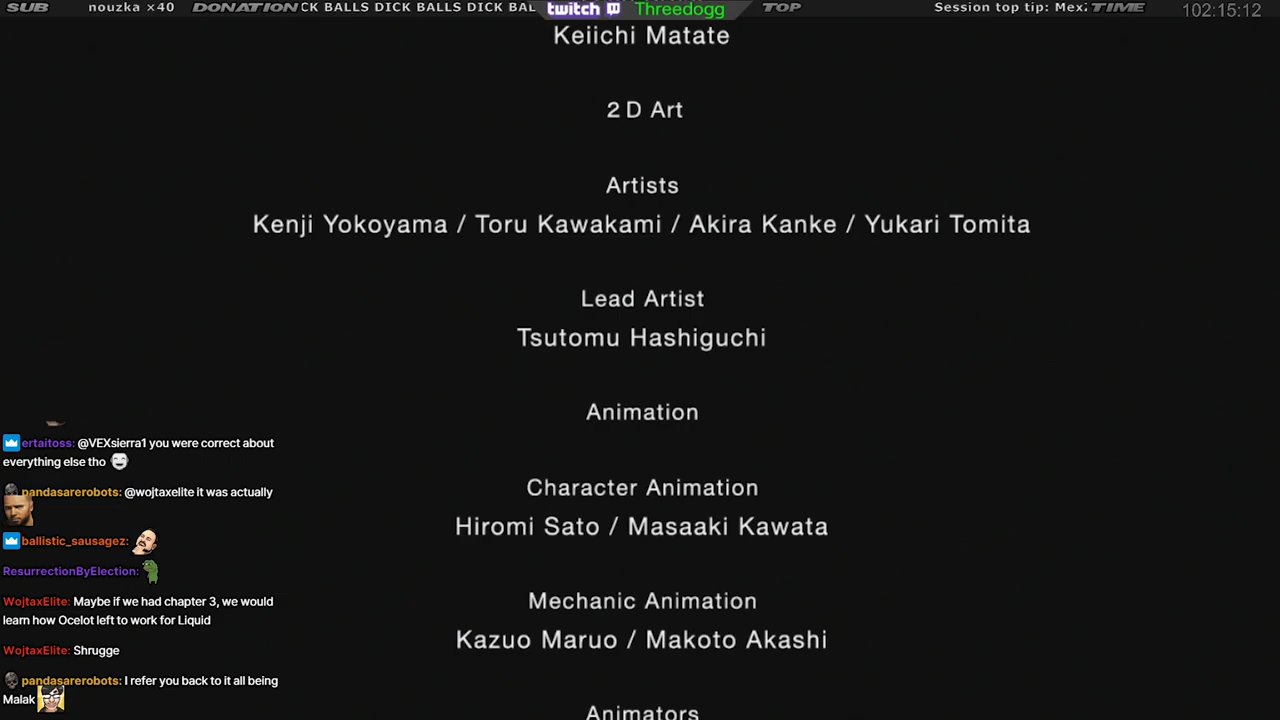 SUB nouzka ×40 DONATION CK BALLS DICK BALLS DICK BAL twitch Threedogg TOP Session top tip: Mex TIME 102:15:12
Keiichi Matate
2D Art
Artists
Kenji Yokoyama / Toru Kawakami / Akira Kanke / Yukari Tomita
Lead Artist
Tsutomu Hashiguchi
Animation
Character Animation
Hiromi Sato / Masaaki Kawata
Mechanic Animation
Kazuo Maruo / Makoto Akashi
Animators
ertaitoss: @VEXsierra1 you were correct about
everything else tho
pandasarerobots: @wojtaxelite it was actually
ballistic_sausagez:
ResurrectionByElection:
WojtaxElite: Maybe if we had chapter 3, we would
learn how Ocelot left to work for Liquid
WojtaxElite: Shrugge
pandasarerobots: I refer you back to it all being
Malak